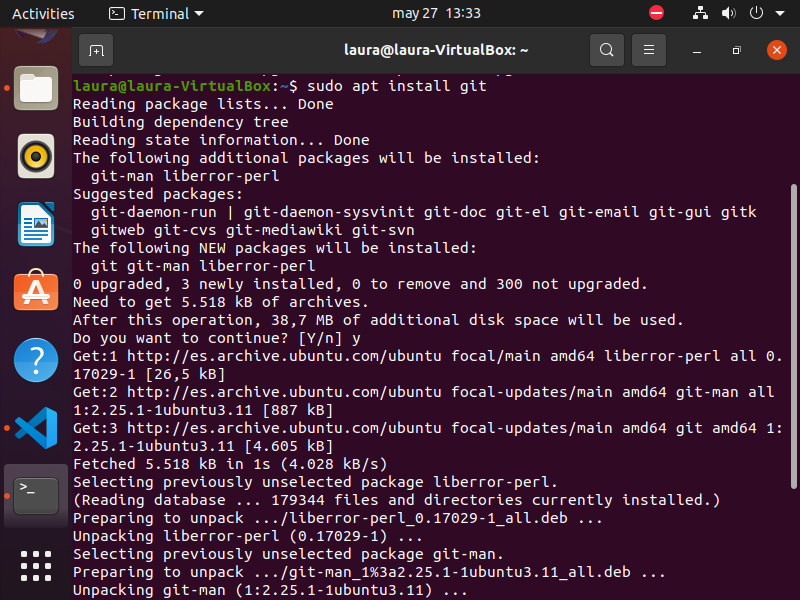 Activities
Terminal
may 27 13:33
laura@laura-VirtualBox: ~
laura@laura-VirtualBox:~$ sudo apt install git
Reading package lists... Done
Building dependency tree
Reading state information... Done
The following additional packages will be installed:
git-man liberror-perl
Suggested packages:
git-daemon-run | git-daemon-sysvinit git-doc git-el git-email git-gui gitk
gitweb git-cvs git-mediawiki git-svn
The following NEW packages will be installed:
git git-man liberror-perl
0 upgraded, 3 newly installed, 0 to remove and 300 not upgraded.
Need to get 5.518 kB of archives.
After this operation, 38,7 MB of additional disk space will be used.
Do you want to continue? [Y/n] y
Get:1 http://es.archive.ubuntu.com/ubuntu focal/main amd64 liberror-perl all 0.
17029-1 [26,5 kB]
Get:2 http://es.archive.ubuntu.com/ubuntu focal-updates/main amd64 git-man all
1:2.25.1-1ubuntu3.11 [887 kB]
Get:3 http://es.archive.ubuntu.com/ubuntu focal-updates/main amd64 git amd64 1:
2.25.1-1ubuntu3.11 [4.605 kB]
Fetched 5.518 kB in 1s (4.028 kB/s)
Selecting previously unselected package liberror-perl.
(Reading database ... 179344 files and directories currently installed.)
Preparing to unpack .../liberror-perl_0.17029-1_all.deb ...
Unpacking liberror-perl (0.17029-1) ...
Selecting previously unselected package git-man.
Preparing to unpack .../git-man_1%3a2.25.1-1ubuntu3.11_all.deb ...
Unpacking git-man (1:2.25.1-1ubuntu3.11) ...